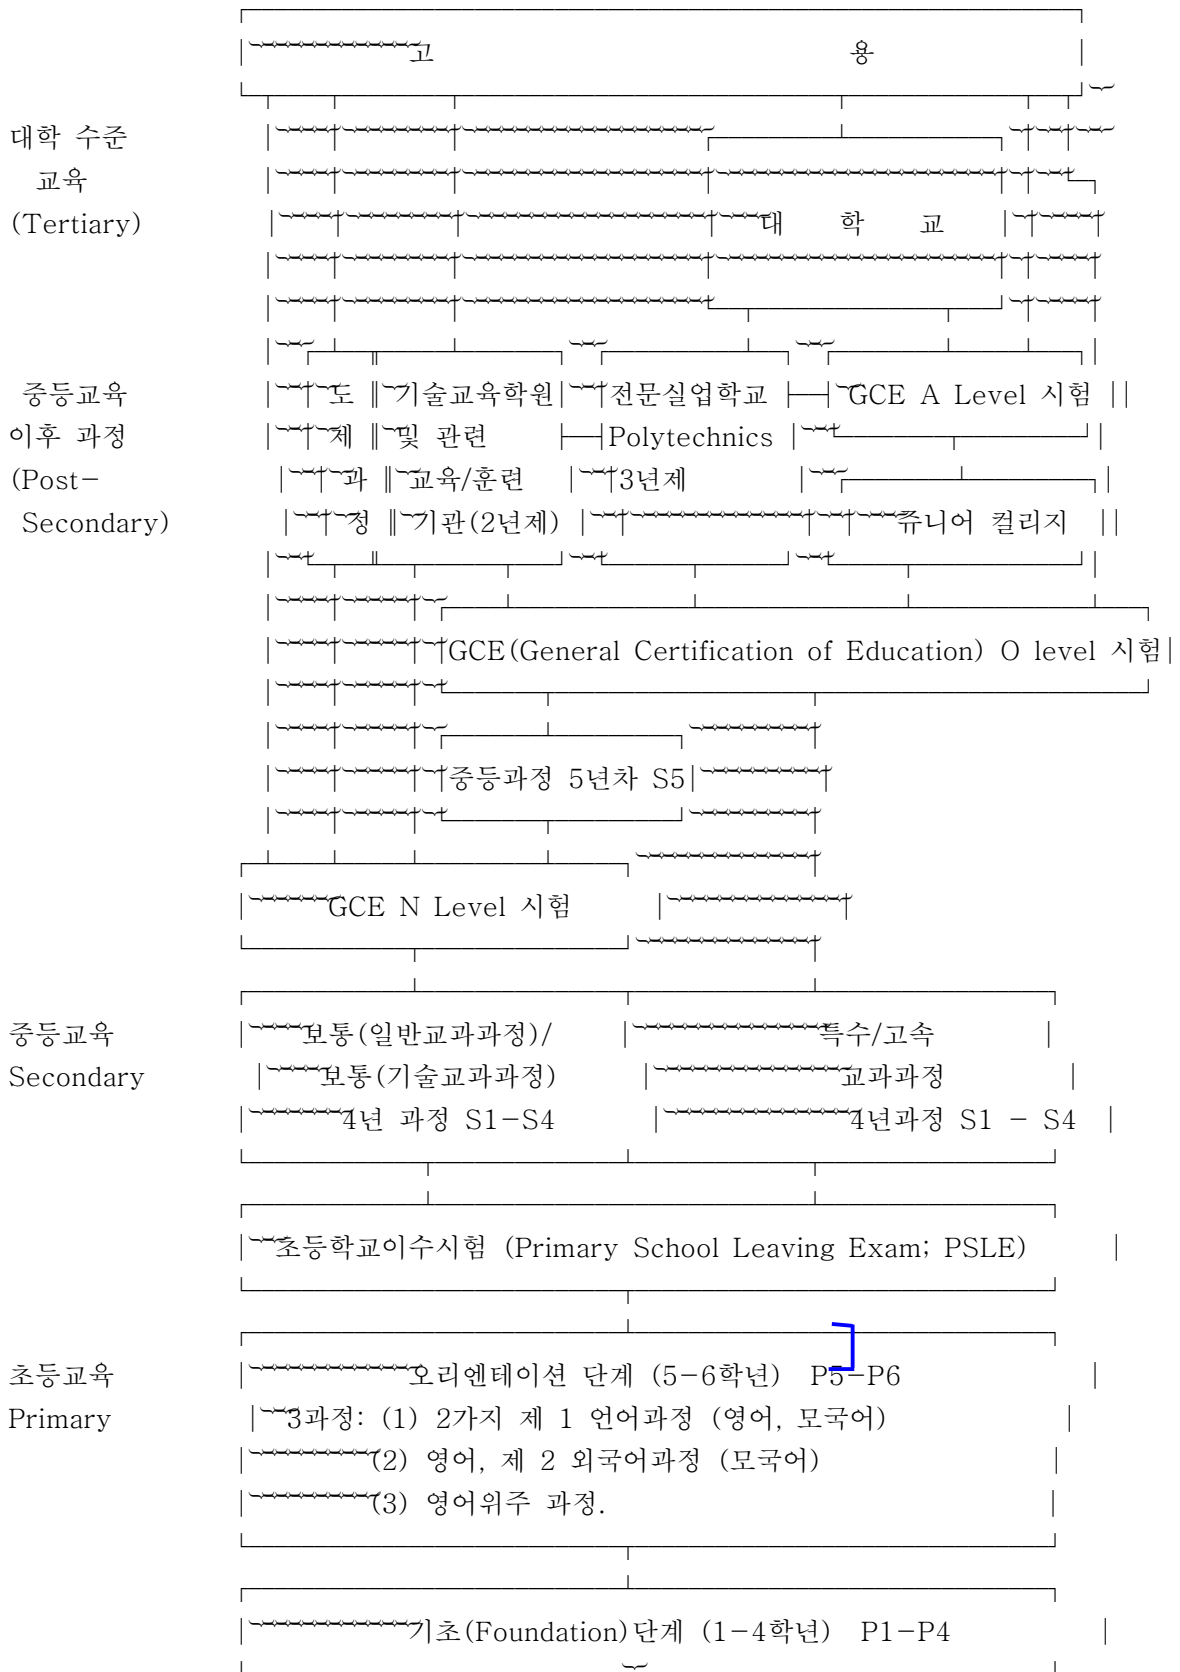 고 용
대학 수준
교육
(Tertiary) 대 학 교
중등교육 도 기술교육학원 전문실업학교 GCE A Level 시험
이후 과정 제 및 관련 Polytechnics
(Post- 과 교육/훈련 3년제
Secondary) 정 기관(2년제) 쥬니어 컬리지
GCE(General Certification of Education) O level 시험
중등과정 5년차 S5
GCE N Level 시험
중등교육 보통(일반교과과정)/ 특수/고속
Secondary 보통(기술교과과정) 교과과정
4년 과정 S1-S4 4년과정 S1 - S4
초등학교이수시험 (Primary School Leaving Exam; PSLE)
초등교육 오리엔테이션 단계 (5-6학년) P5-P6
Primary 3과정: (1) 2가지 제 1 언어과정 (영어, 모국어)
(2) 영어, 제 2 외국어과정 (모국어)
(3) 영어위주 과정.
기초(Foundation)단계 (1-4학년) P1-P4